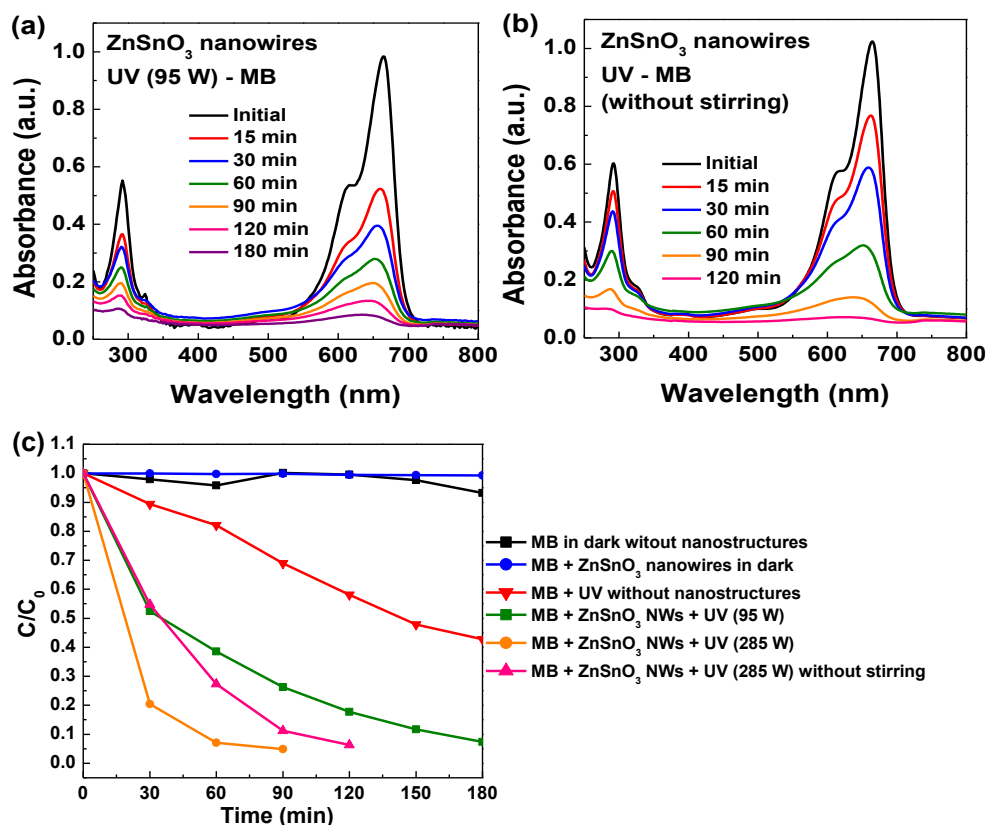 (a)
ZnSnO3 nanowires
UV (95 W) - MB
Initial
15 min
30 min
60 min
90 min
120 min
180 min
1.0
0.8
0.6
0.4
0.2
0.0
Absorbance (a.u.)
300 400 500 600 700 800
Wavelength (nm)
(b)
ZnSnO3 nanowires
UV - MB
(without stirring)
Initial
15 min
30 min
60 min
90 min
120 min
1.0
0.8
0.6
0.4
0.2
0.0
Absorbance (a.u.)
300 400 500 600 700 800
Wavelength (nm)
(c)
1.1
1.0
0.9
0.8
0.7
0.6
0.5
0.4
0.3
0.2
0.1
0.0
C/C0
0 30 60 90 120 150 180
Time (min)
MB in dark witout nanostructures
MB + ZnSnO3 nanowires in dark
MB + UV without nanostructures
MB + ZnSnO3 NWs + UV (95 W)
MB + ZnSnO3 NWs + UV (285 W)
MB + ZnSnO3 NWs + UV (285 W) without stirring